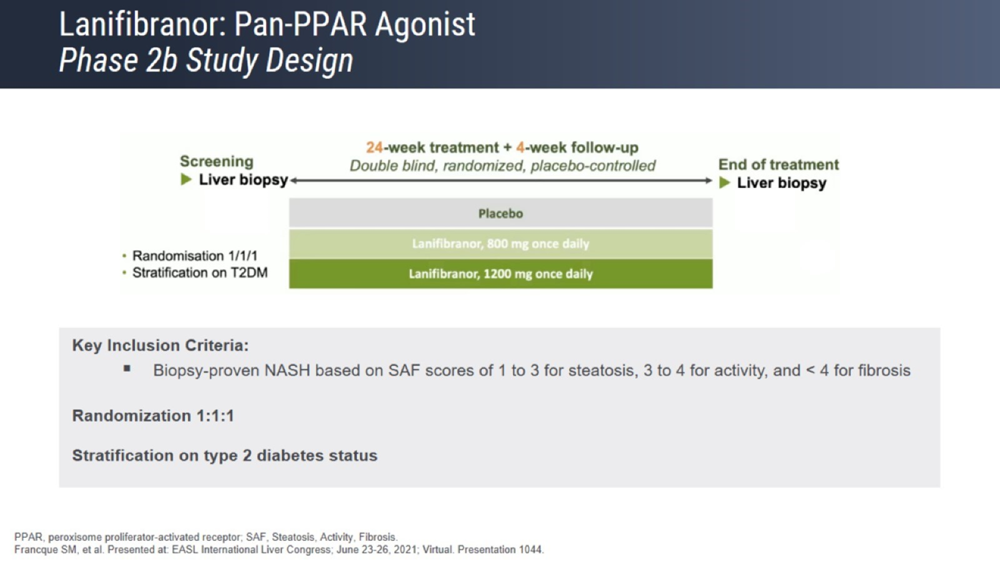 Lanifibranor: Pan-PPAR Agonist
Phase 2b Study Design
24-week treatment + 4-week follow-up
Double blind, randomized, placebo-controlled
Screening
Liver biopsy
End of treatment
Liver biopsy
Placebo
Lanifibranor, 800 mg once daily
Lanifibranor, 1200 mg once daily
• Randomisation 1/1/1
• Stratification on T2DM
Key Inclusion Criteria:
▪ Biopsy-proven NASH based on SAF scores of 1 to 3 for steatosis, 3 to 4 for activity, and < 4 for fibrosis
Randomization 1:1:1
Stratification on type 2 diabetes status
PPAR, peroxisome proliferator-activated receptor; SAF, Steatosis, Activity, Fibrosis.
Francque SM, et al. Presented at: EASL International Liver Congress; June 23-26, 2021; Virtual. Presentation 1044.